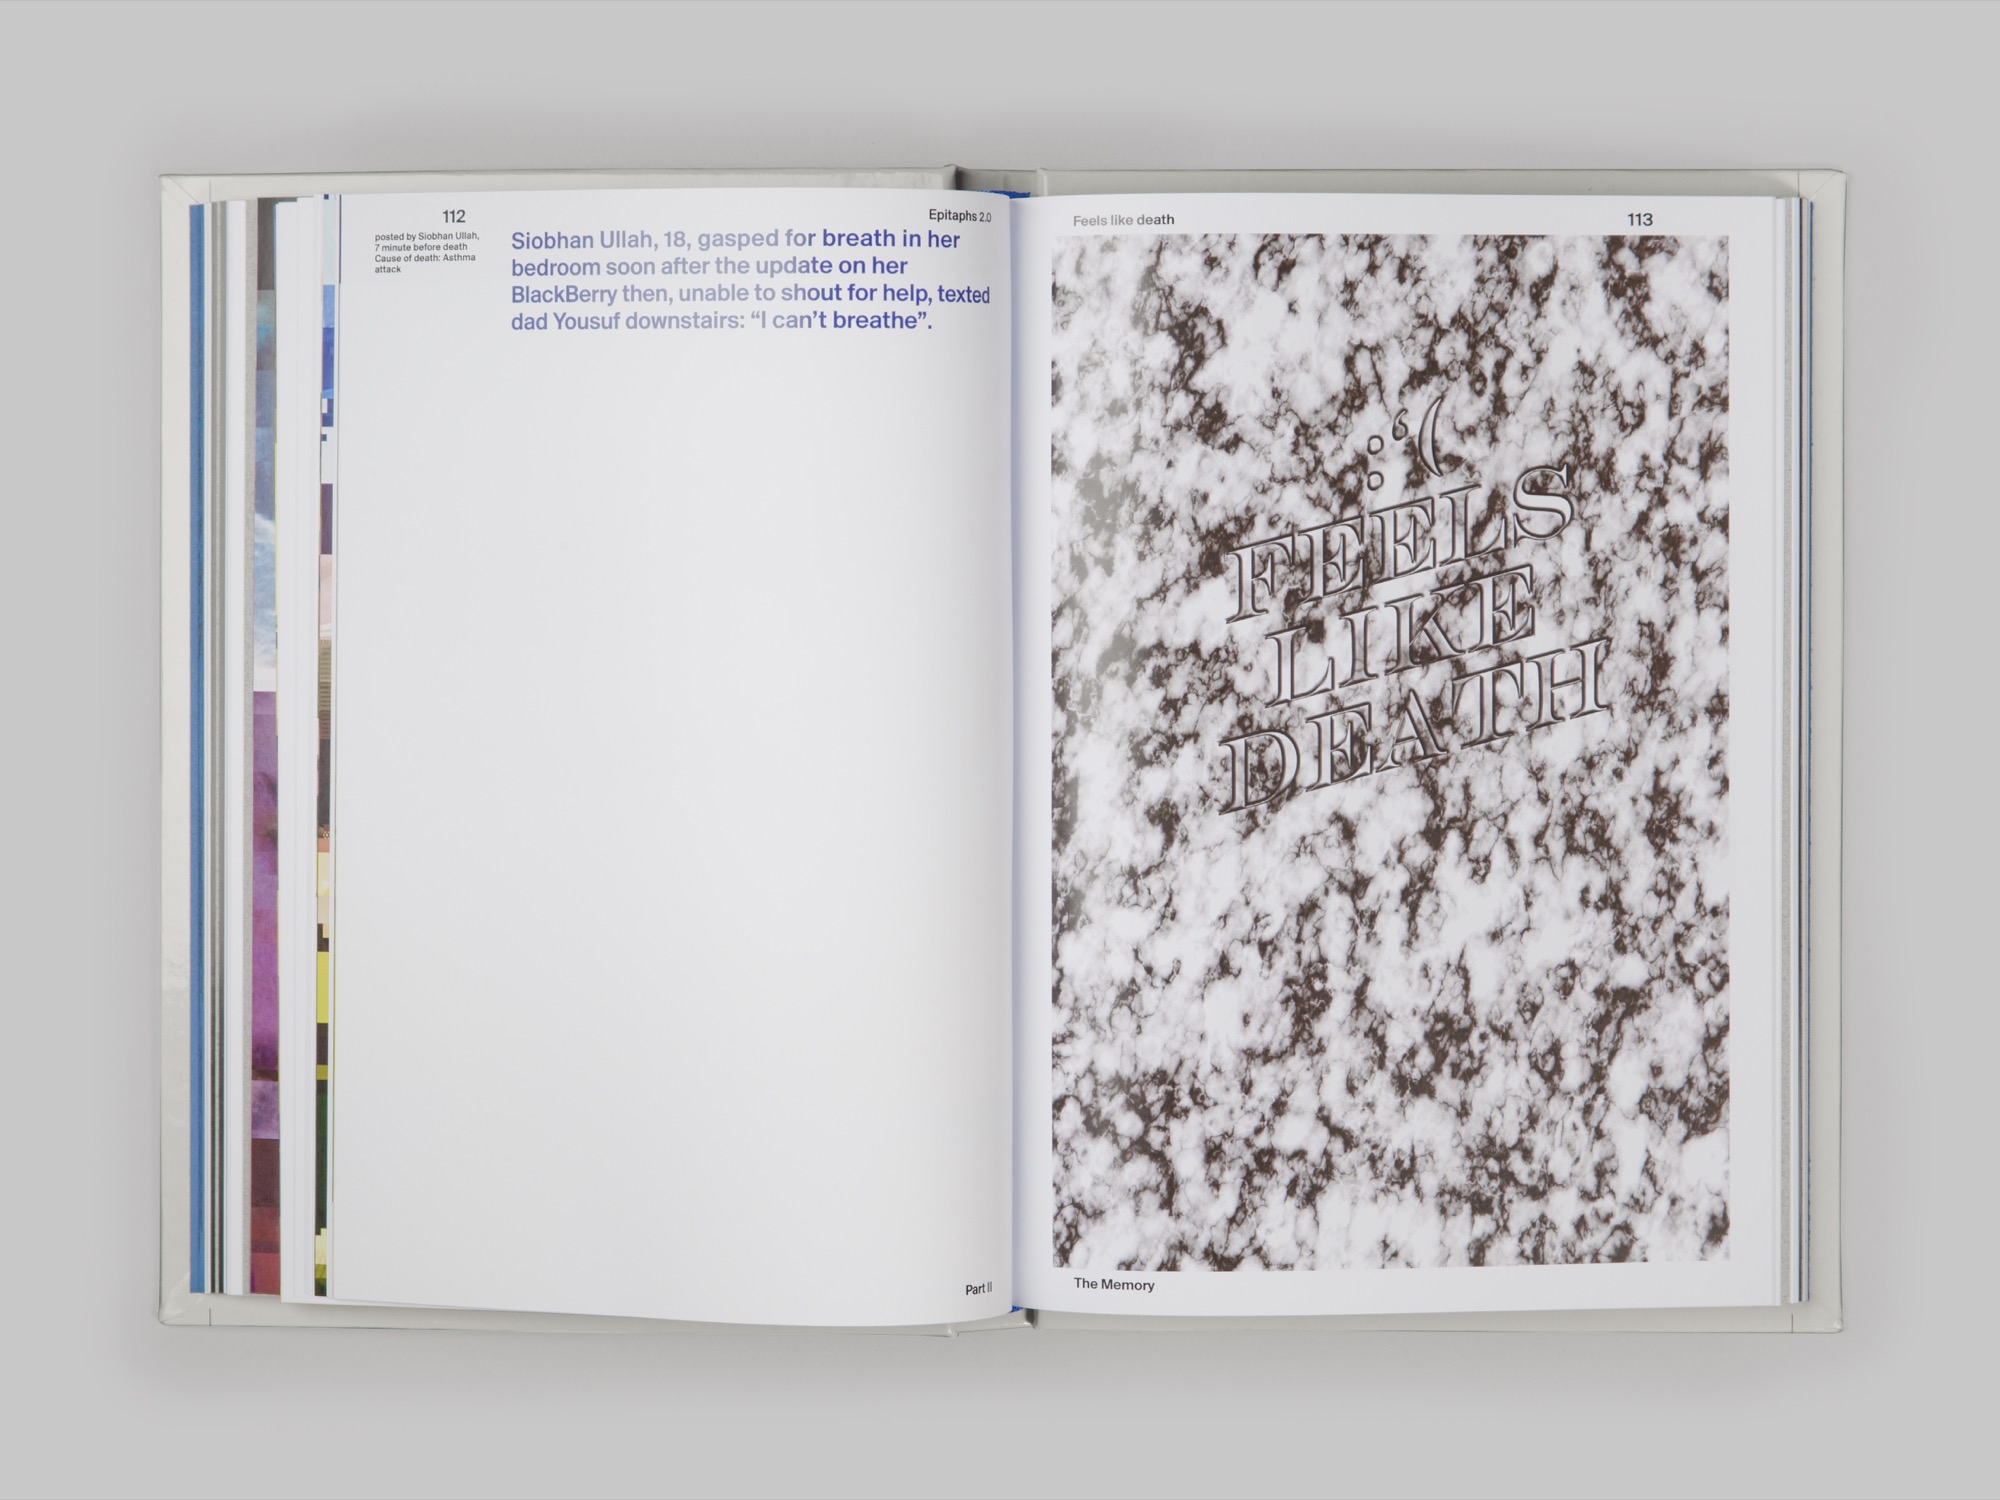 112
Epitaphs 2.0
posted by Siobhan Ullah,
7 minute before death
Cause of death: Asthma
attack
Siobhan Ullah, 18, gasped for breath in her
bedroom soon after the update on her
BlackBerry then, unable to shout for help, texted
dad Yousuf downstairs: “I can’t breathe”.
Part II
Feels like death
113
:‘(
FEELS
LIKE
DEATH
The Memory